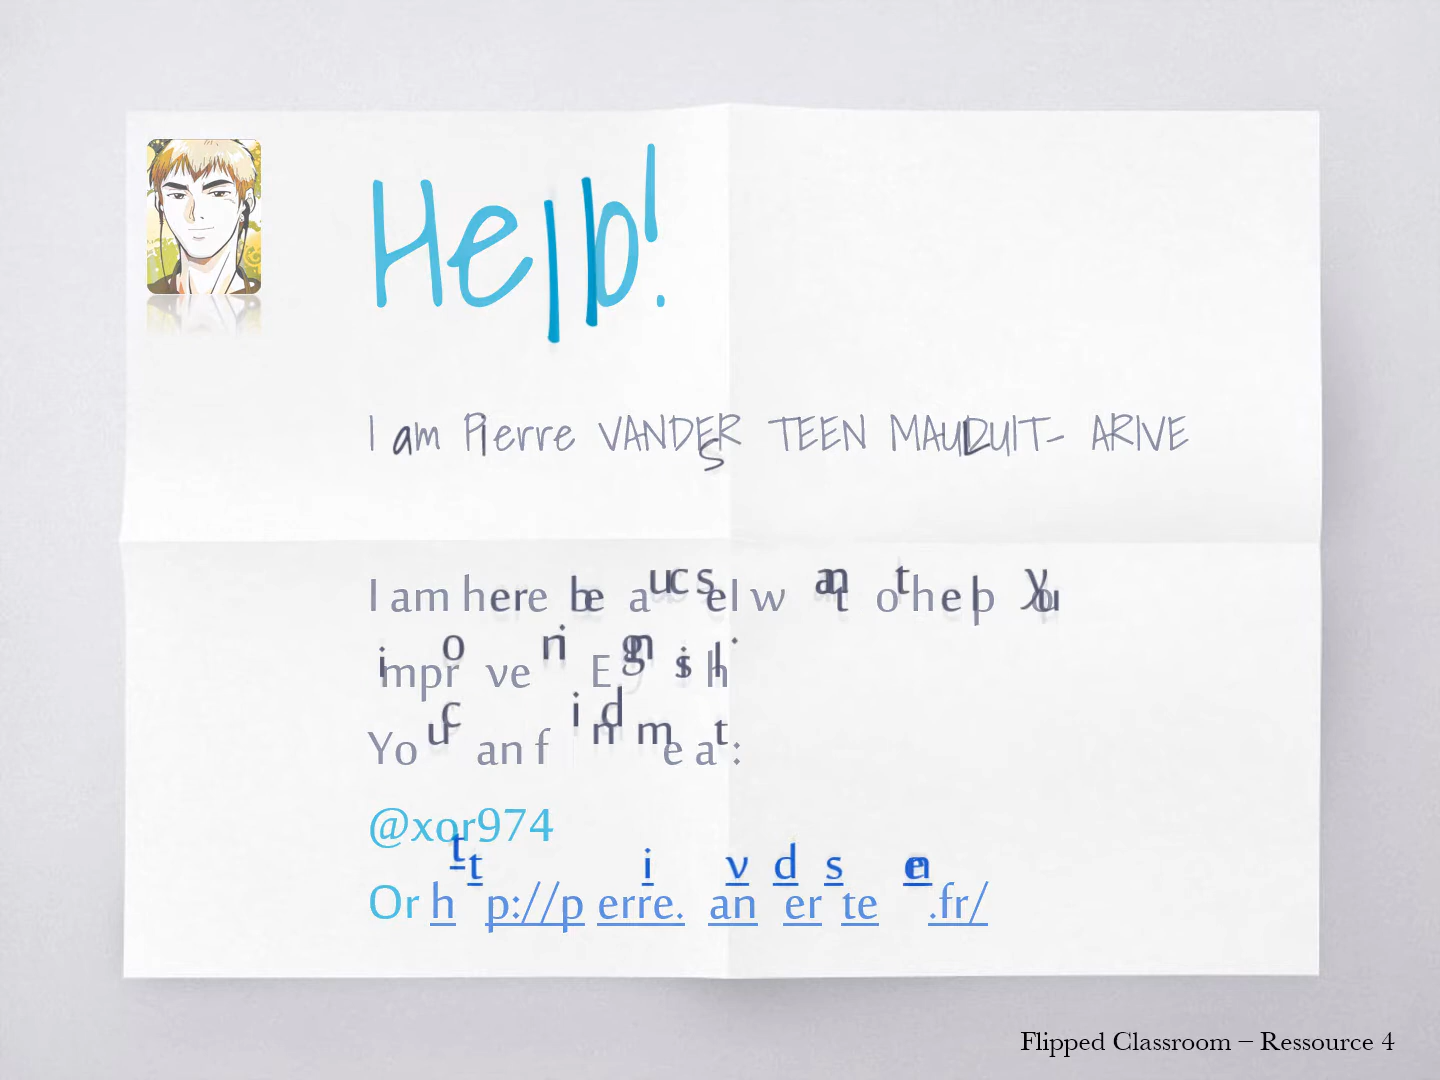 Hello!
I am Pierre VANDERSTEEN MAUDUIT-LARIVE
I am here because I want to help you
improve in English.
You can find me at :
@xor974
Or http://pierre.vandersteen.fr/
Flipped Classroom – Ressource 4